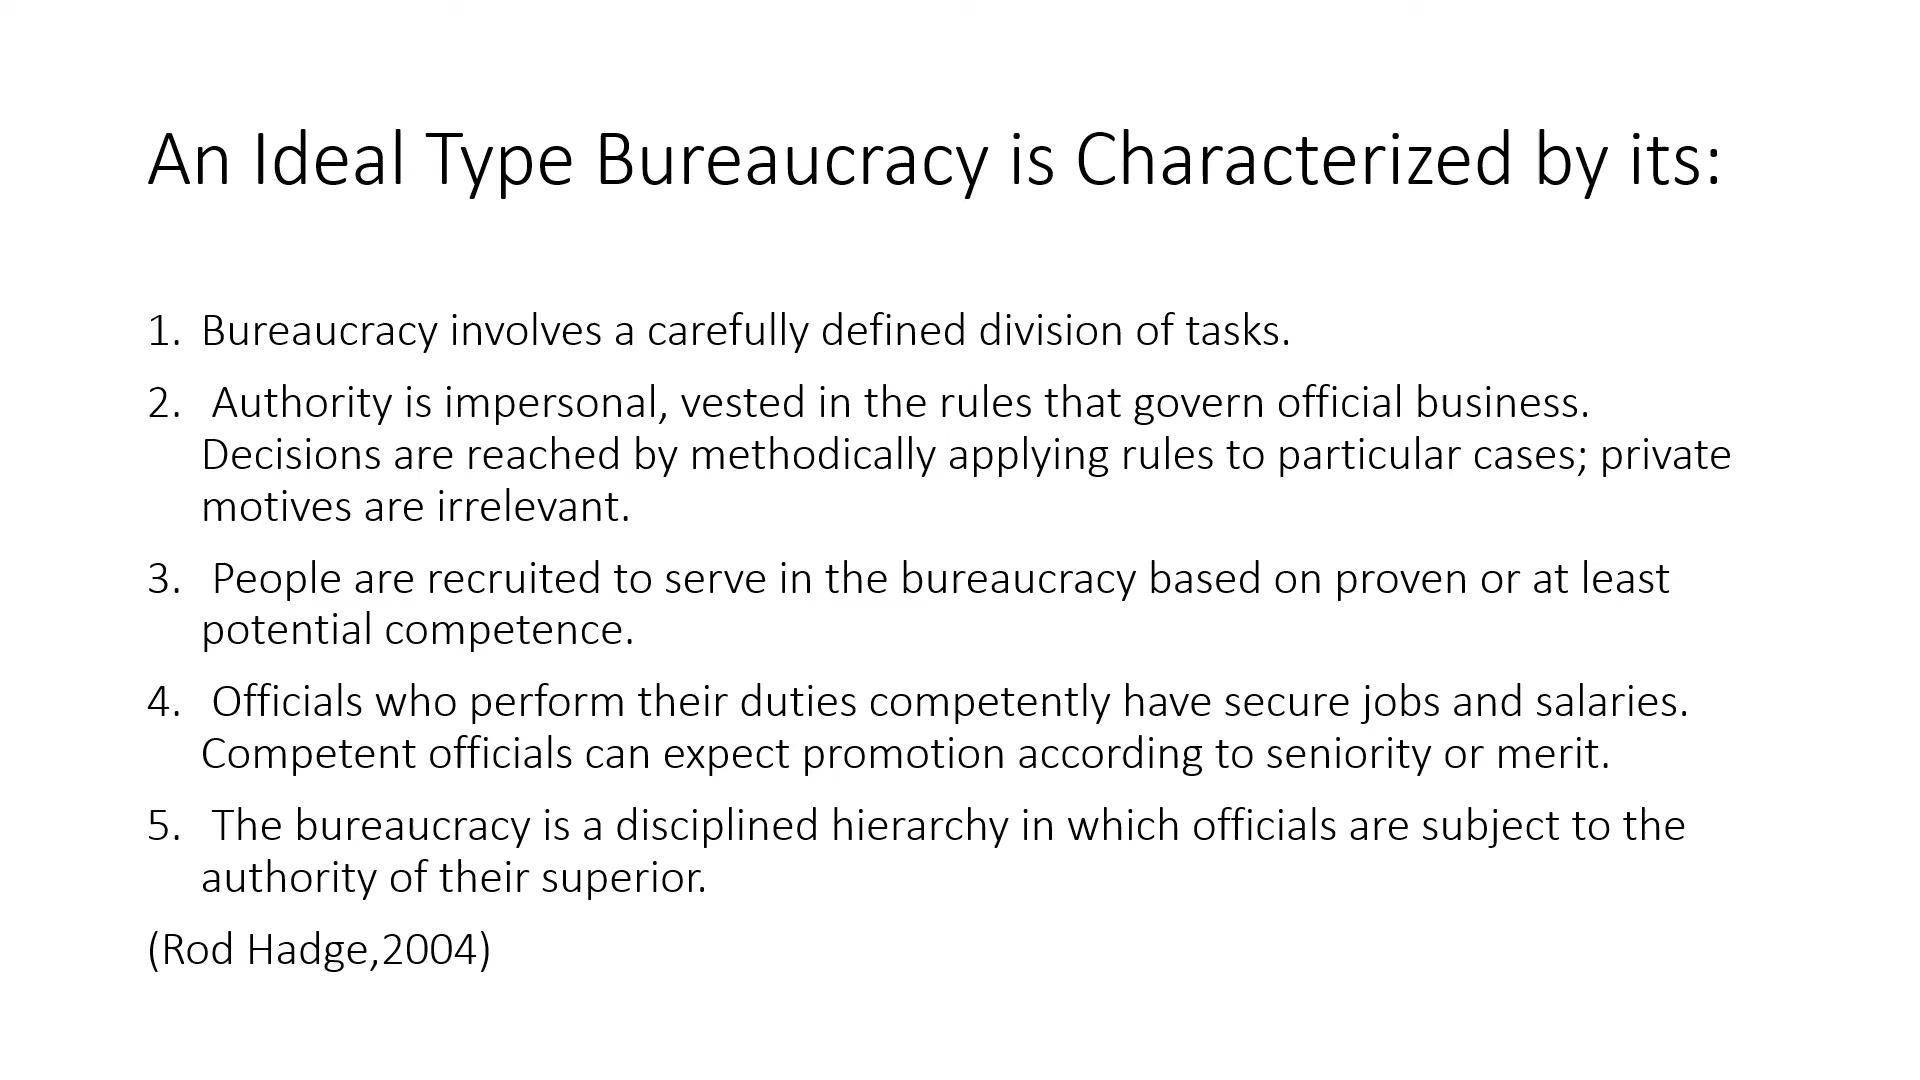 An Ideal Type Bureaucracy is Characterized by its:
1. Bureaucracy involves a carefully defined division of tasks.
2. Authority is impersonal, vested in the rules that govern official business.
Decisions are reached by methodically applying rules to particular cases; private
motives are irrelevant.
3. People are recruited to serve in the bureaucracy based on proven or at least
potential competence.
4. Officials who perform their duties competently have secure jobs and salaries.
Competent officials can expect promotion according to seniority or merit.
5. The bureaucracy is a disciplined hierarchy in which officials are subject to the
authority of their superior.
(Rod Hadge,2004)